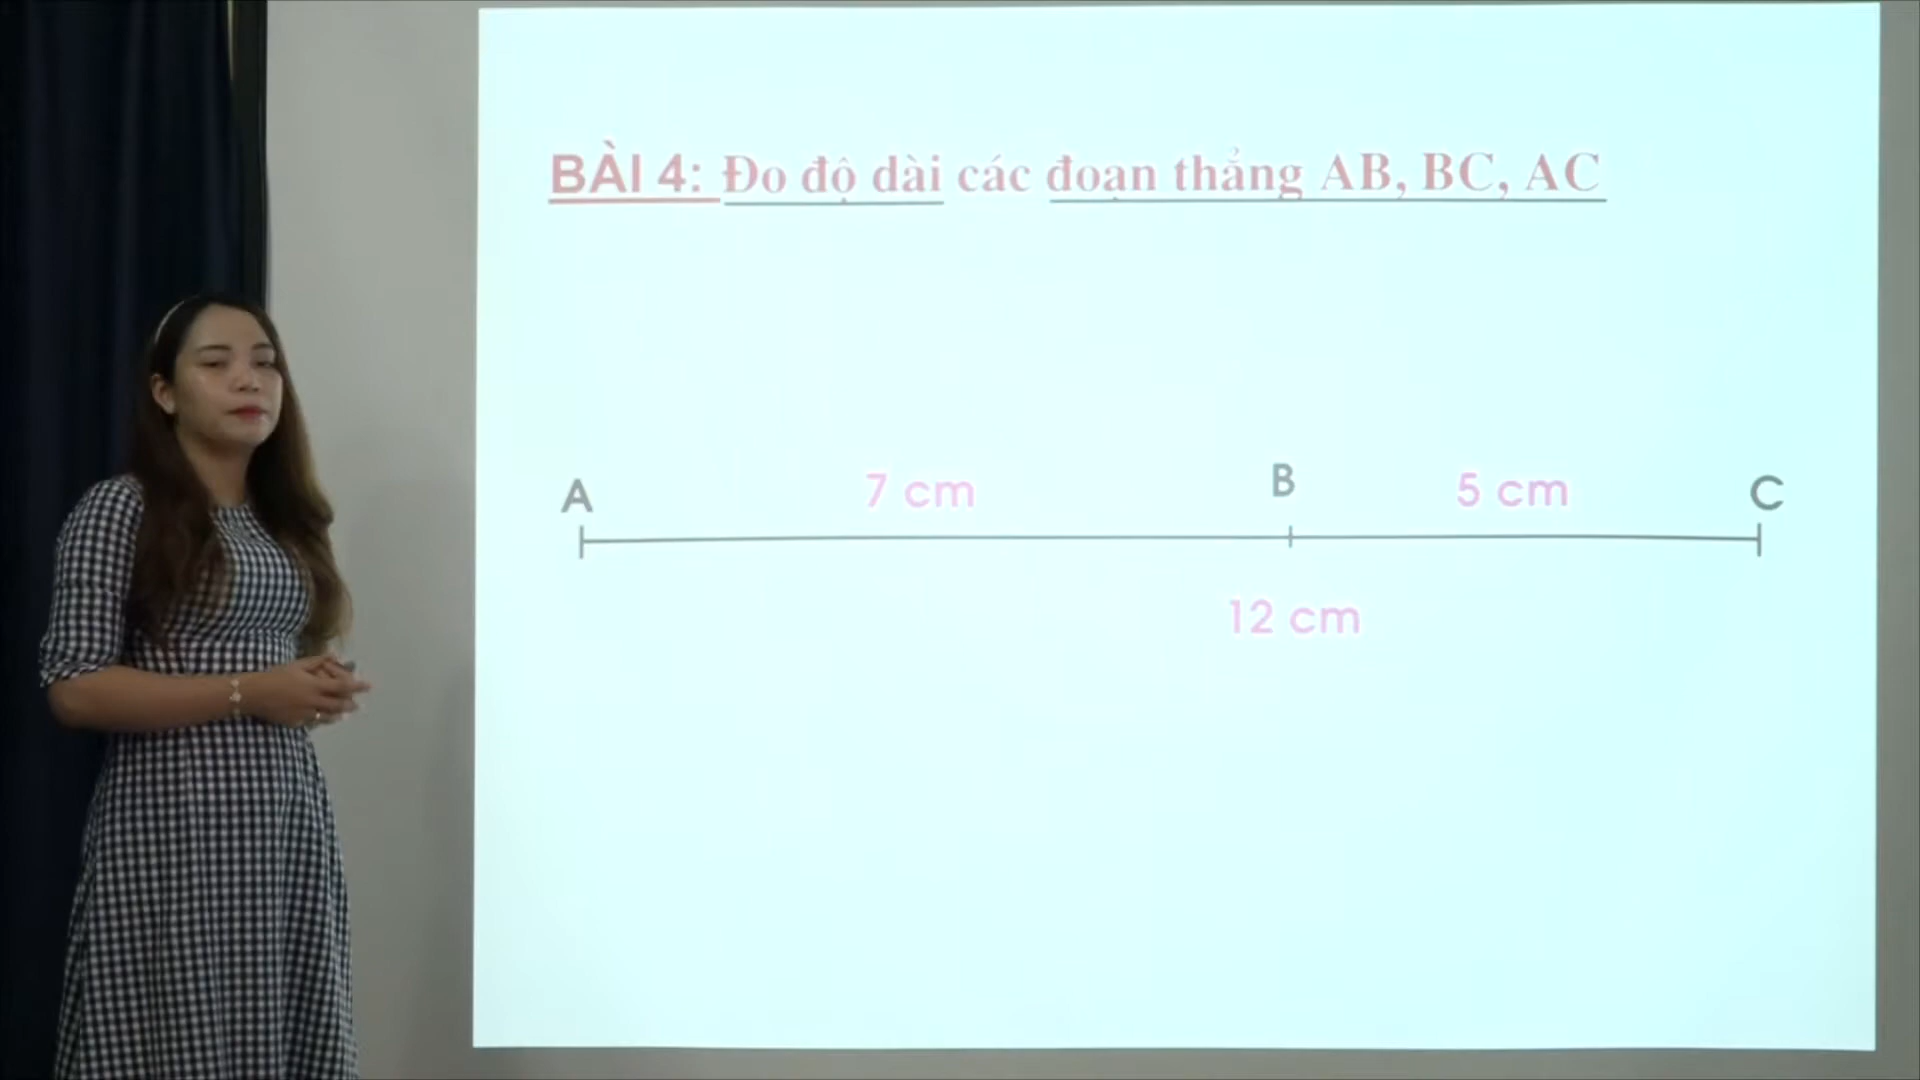 BÀI 4: Đo độ dài các đoạn thẳng AB, BC, AC
A 7 cm B 5 cm C
12 cm